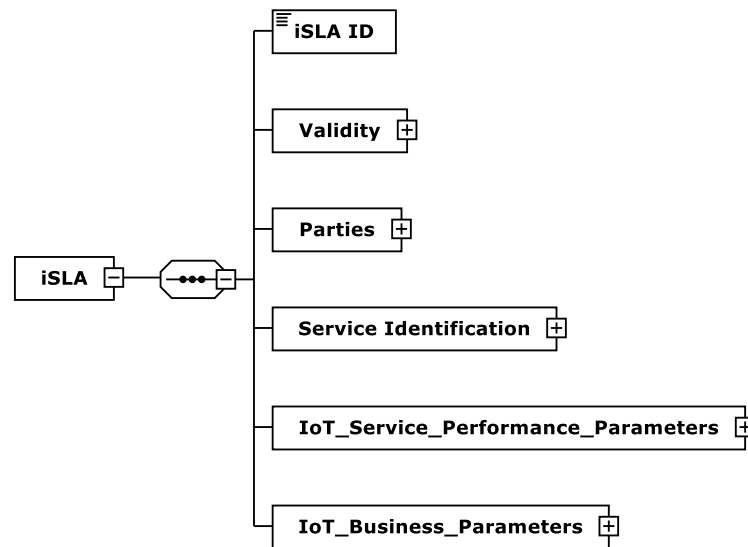 iSLA ID
Validity
Parties
iSLA
Service Identification
IoT_Service_Performance_Parameters
IoT_Business_Parameters